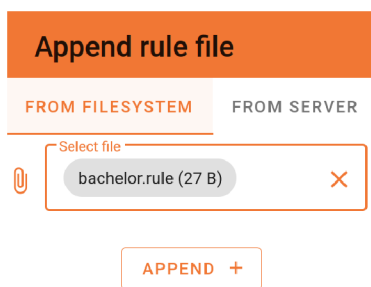 Append rule file
FROM FILESYSTEM FROM SERVER
Select file
bachelor.rule (27 B)
APPEND +